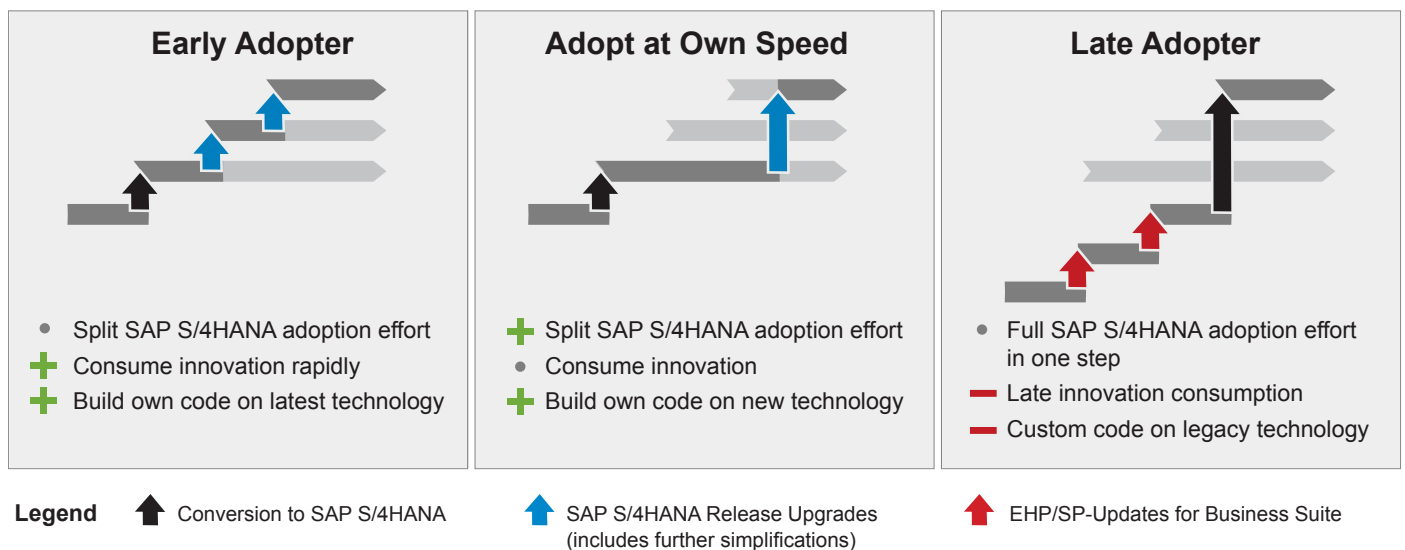 Early Adopter
Split SAP S/4HANA adoption effort
Consume innovation rapidly
Build own code on latest technology
Adopt at Own Speed
Split SAP S/4HANA adoption effort
Consume innovation
Build own code on new technology
Late Adopter
Full SAP S/4HANA adoption effort
in one step
Late innovation consumption
Custom code on legacy technology
Legend
Conversion to SAP S/4HANA
SAP S/4HANA Release Upgrades
(includes further simplifications)
EHP/SP-Updates for Business Suite